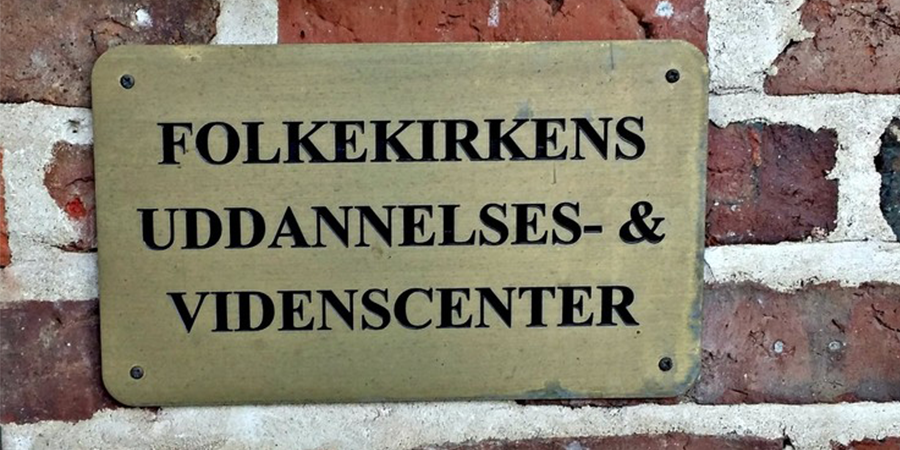 FOLKEKIRKENS
UDDANNELSES- &
VIDENSCENTER